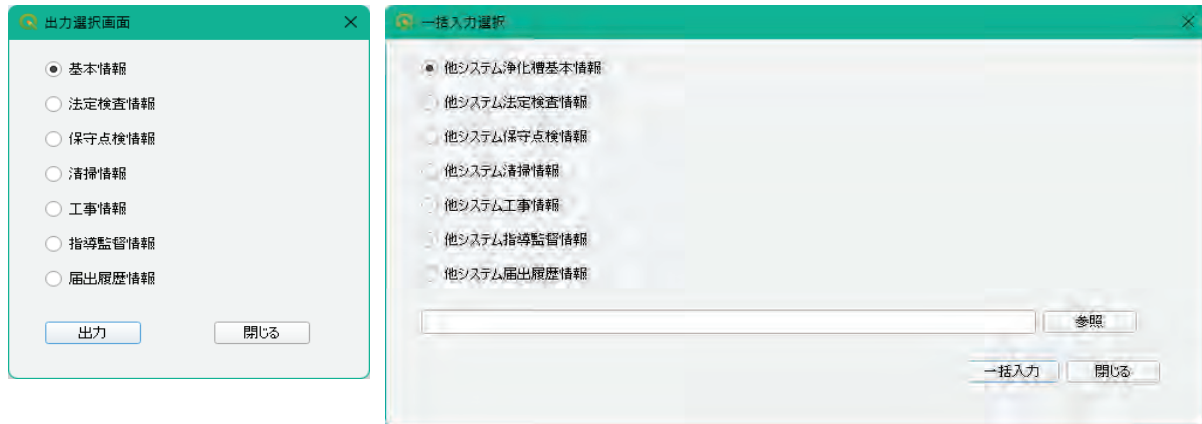 出力選択画面
基本情報
法定検査情報
保守点検情報
清掃情報
工事情報
指導監督情報
届出履歴情報
出力
閉じる
一括入力選択
他システム浄化槽基本情報
他システム法定検査情報
他システム保守点検情報
他システム清掃情報
他システム工事情報
他システム指導監督情報
他システム届出履歴情報
参照
一括入力
閉じる